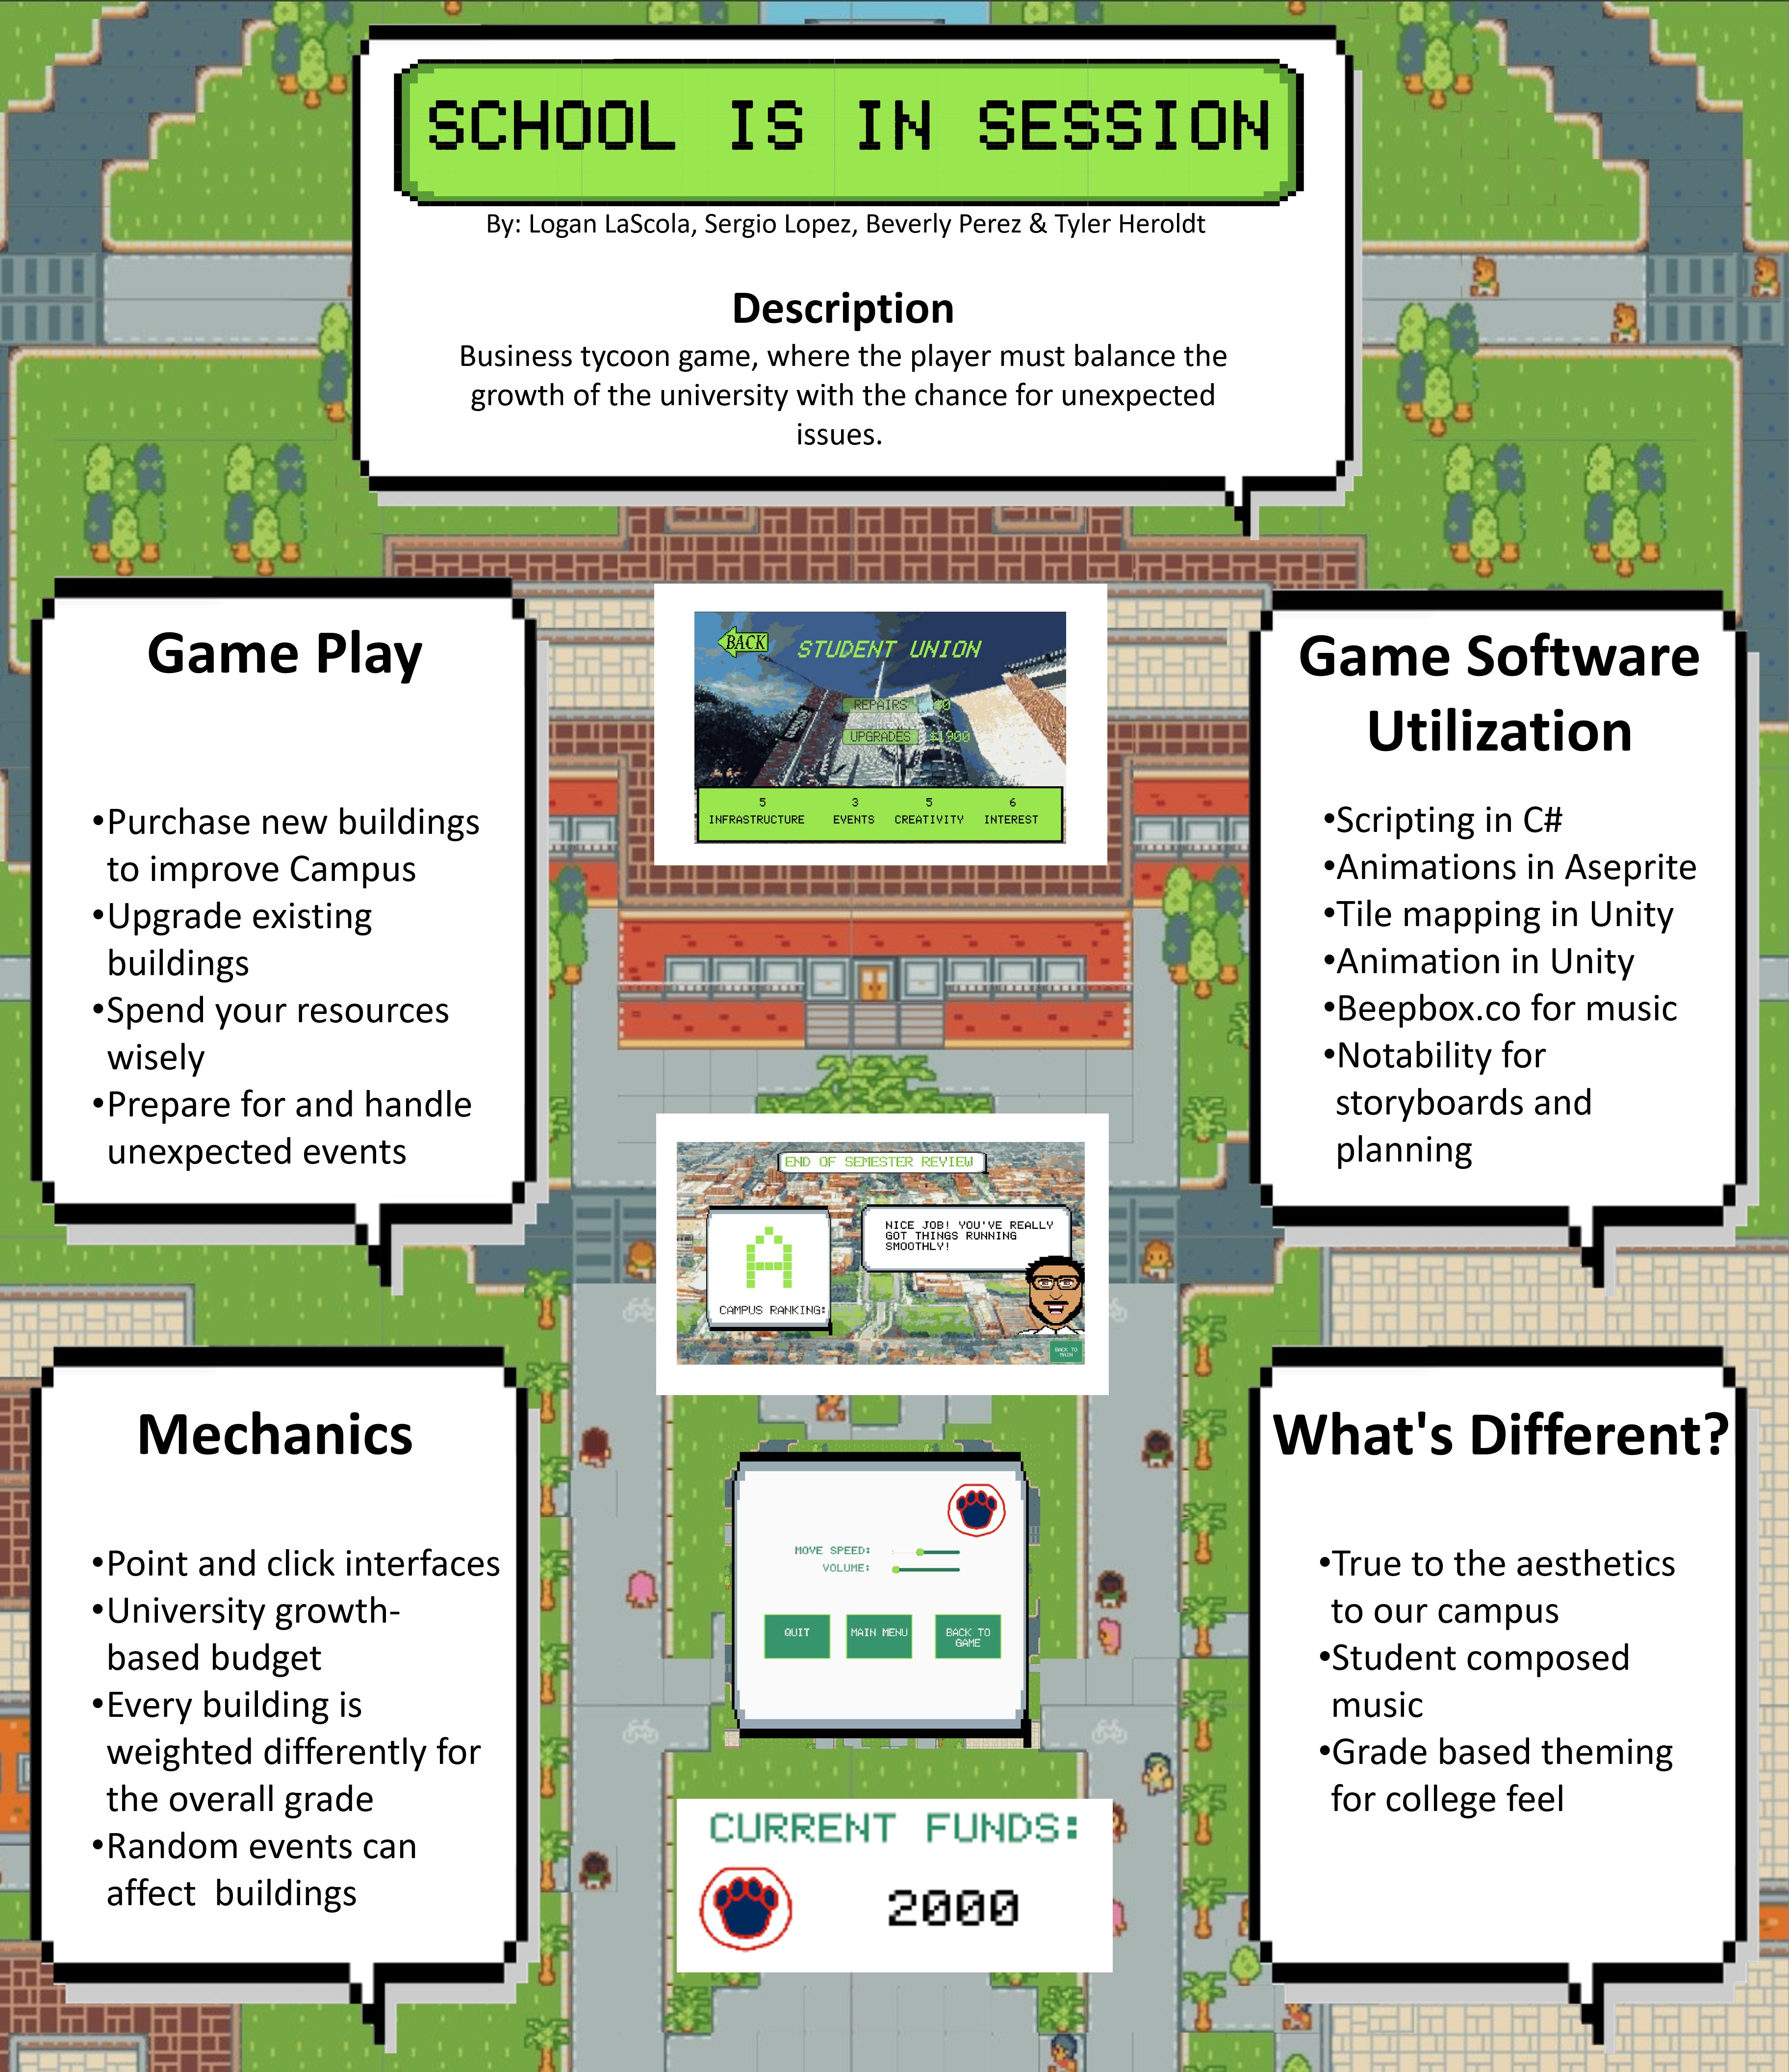 SCHOOL IS IN SESSION
By: Logan LaScola, Sergio Lopez, Beverly Perez & Tyler Heroldt
Description
Business tycoon game, where the player must balance the
growth of the university with the chance for unexpected
issues.
Game Play
•Purchase new buildings
to improve Campus
•Upgrade existing
buildings
•Spend your resources
wisely
•Prepare for and handle
unexpected events
BACK
STUDENT UNION
REPAIRS $0
UPGRADES $1900
5 3 5 6
INFRASTRUCTURE EVENTS CREATIVITY INTEREST
Game Software
Utilization
•Scripting in C#
•Animations in Aseprite
•Tile mapping in Unity
•Animation in Unity
•Beepbox.co for music
•Notability for
storyboards and
planning
END OF SEMESTER REVIEW
A
CAMPUS RANKING:
NICE JOB! YOU'VE REALLY
GOT THINGS RUNNING
SMOOTHLY!
BACK TO
MAIN
Mechanics
•Point and click interfaces
•University growth-
based budget
•Every building is
weighted differently for
the overall grade
•Random events can
affect  buildings
MOVE SPEED:
VOLUME:
QUIT
MAIN MENU
BACK TO
GAME
CURRENT FUNDS:
2000
What's Different?
•True to the aesthetics
to our campus
•Student composed
music
•Grade based theming
for college feel